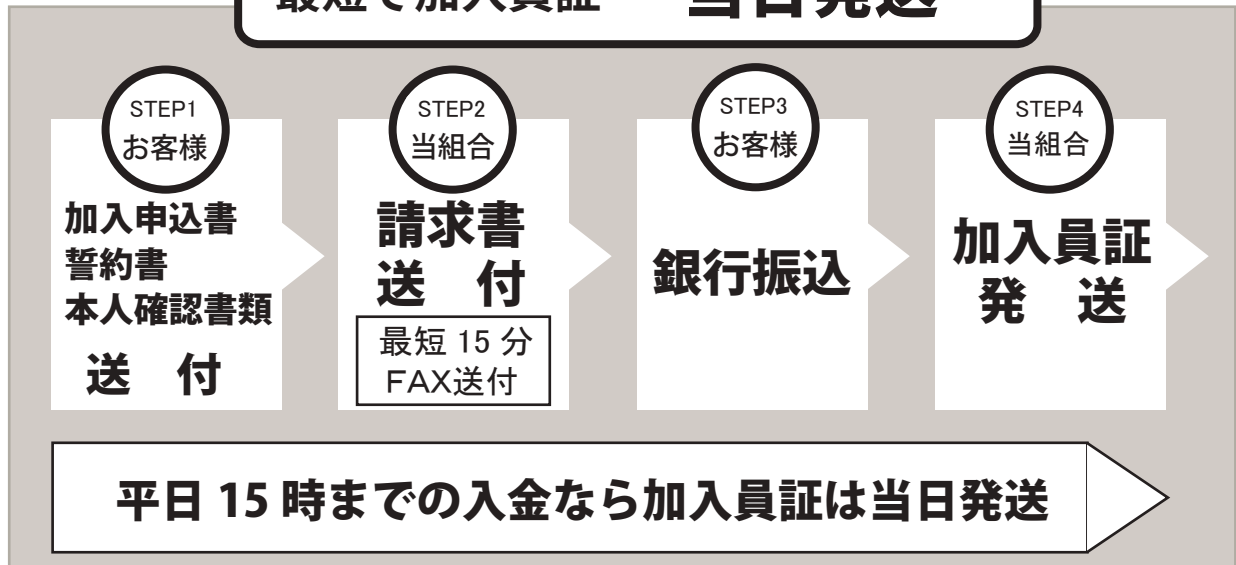 最短で加入員証 当日発送
STEP1
お客様
加入申込書
誓約書
本人確認書類
送　付
STEP2
当組合
請求書
送　付
最短 15 分
FAX送付
STEP3
お客様
銀行振込
STEP4
当組合
加入員証
発　送
平日 15 時までの入金なら加入員証は当日発送